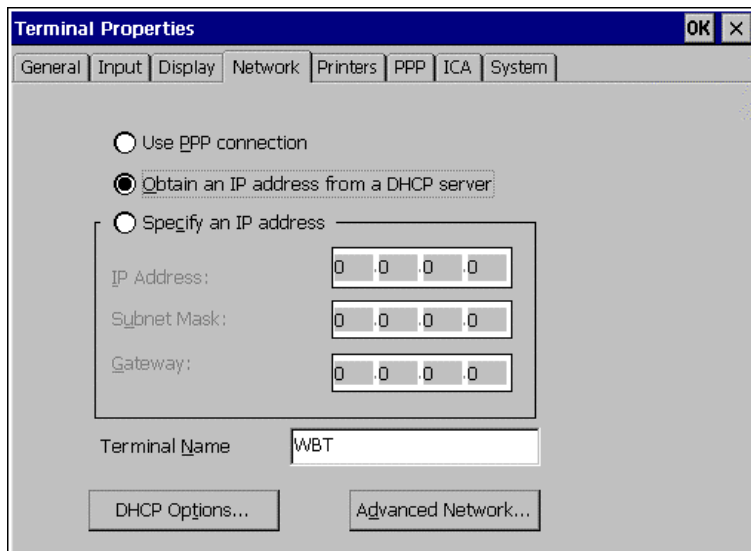 Terminal Properties OK ×
General Input Display Network Printers PPP ICA System
Use PPP connection
Obtain an IP address from a DHCP server
Specify an IP address
IP Address: 0 .0 .0 .0
Subnet Mask: 0 .0 .0 .0
Gateway: 0 .0 .0 .0
Terminal Name WBT
DHCP Options... Advanced Network...